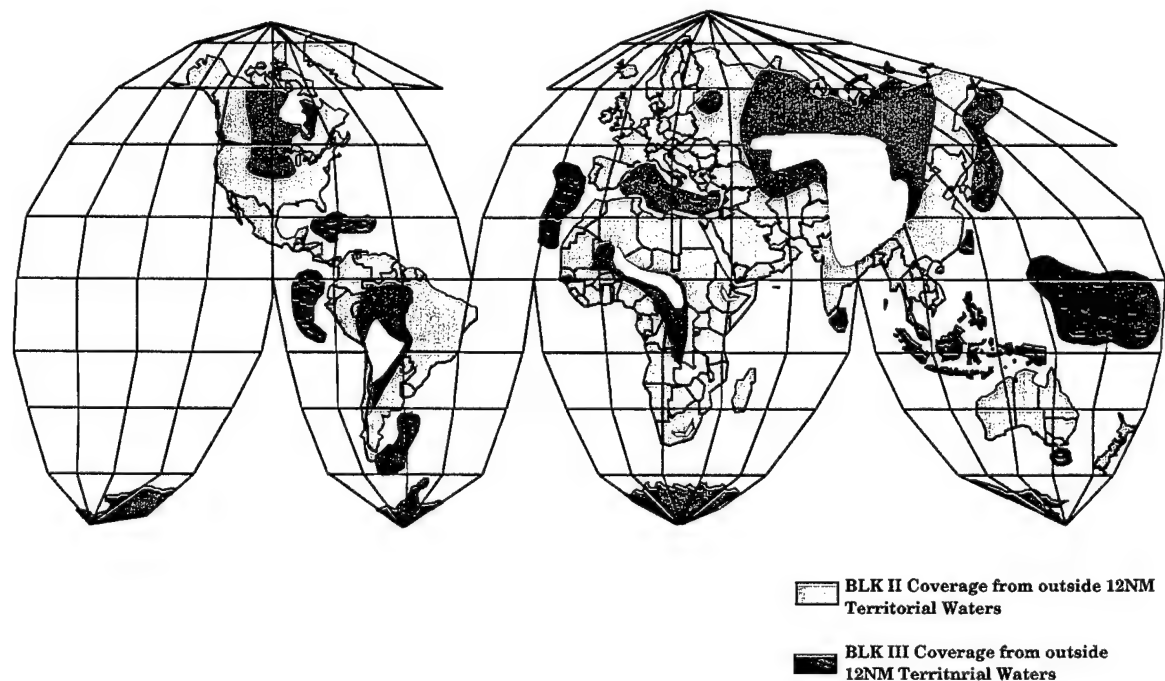 BLK II Coverage from outside 12NM
Territorial Waters
BLK III Coverage from outside
12NM Territnrial Waters